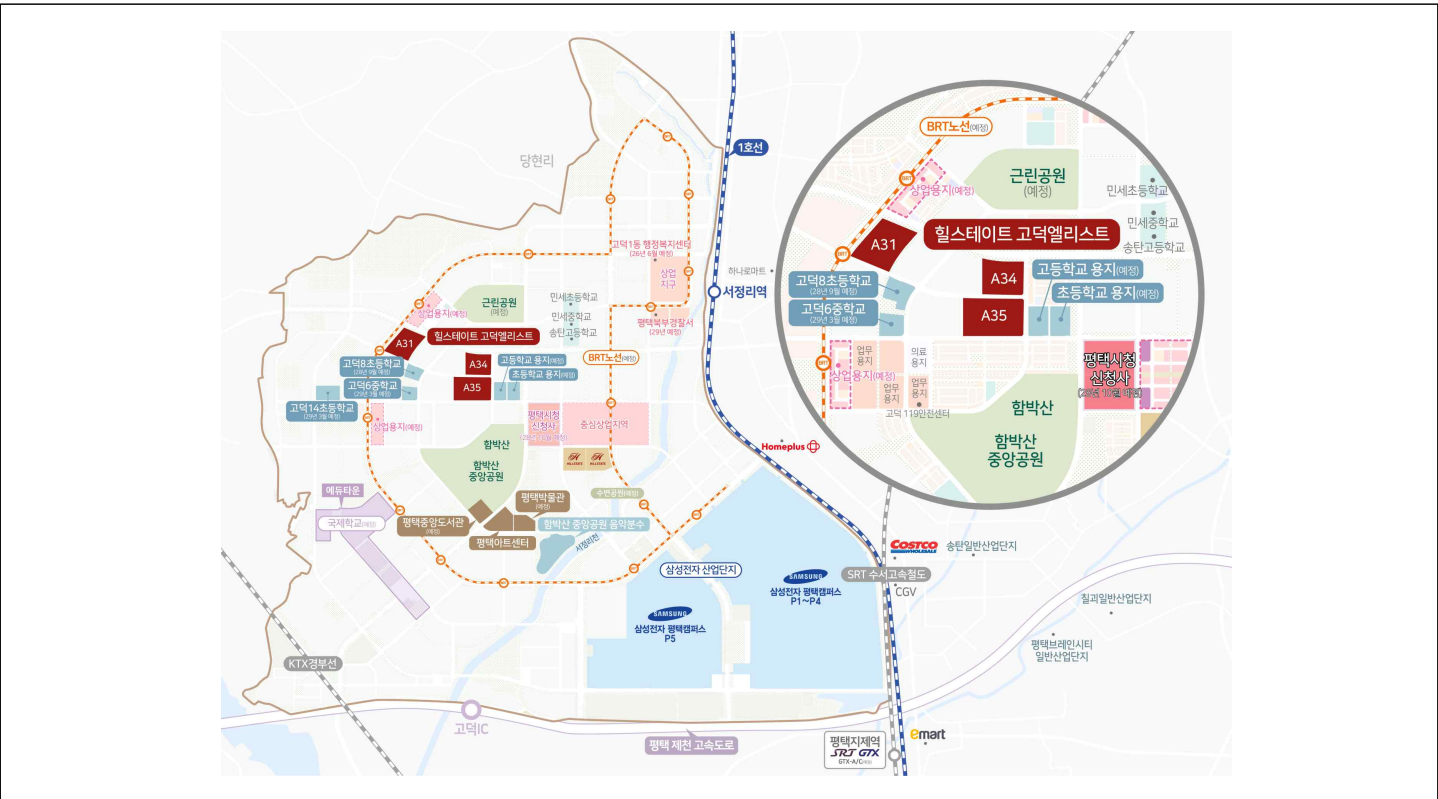 당현리
1호선
고덕1동 행정복지센터
(26년 6월 예정)
상업
지구
하나로마트
서정리역
근린공원
(예정)
민세초등학교
민세중학교
송탄고등학교
상업용지(예정)
평택북부경찰서
(29년 예정)
A31
힐스테이트 고덕엘리스트
BRT노선(예정)
고덕8초등학교
(28년 9월 예정)
A34
고등학교 용지(예정)
고덕6중학교
(29년 3월 예정)
A35
초등학교 용지(예정)
고덕14초등학교
(29년 3월 예정)
상업용지(예정)
평택시청
신청사
중심상업지역
함박산
함박산
중앙공원
HILLSTATE
HILLSTATE
Homeplus
에듀타운
국제학교(예정)
평택박물관
(예정)
수변공원(예정)
평택중앙도서관
(예정)
함박산 중앙공원 음악분수
평택아트센터
서정리천
삼성전자 산업단지
SAMSUNG
삼성전자 평택캠퍼스
P1~P4
SAMSUNG
삼성전자 평택캠퍼스
P5
COSTCO
WHOLESALE
송탄일반산업단지
SRT 수서고속철도
CGV
칠괴일반산업단지
평택브레인시티
일반산업단지
KTX경부선
고덕IC
평택 제천 고속도로
평택지제역
SRT GTX
GTX-A/C(예정)
emart
BRT노선(예정)
BRT
상업용지(예정)
근린공원
(예정)
민세초등학교
민세중학교
송탄고등학교
A31
힐스테이트 고덕엘리스트
BRT
고덕8초등학교
(28년 9월 예정)
A34
고등학교 용지(예정)
고덕6중학교
(29년 3월 예정)
A35
초등학교 용지(예정)
업무
용지
의료
용지
BRT
상업용지(예정)
업무
용지
업무
용지
고덕 119안전센터
평택시청
신청사
함박산
함박산
중앙공원